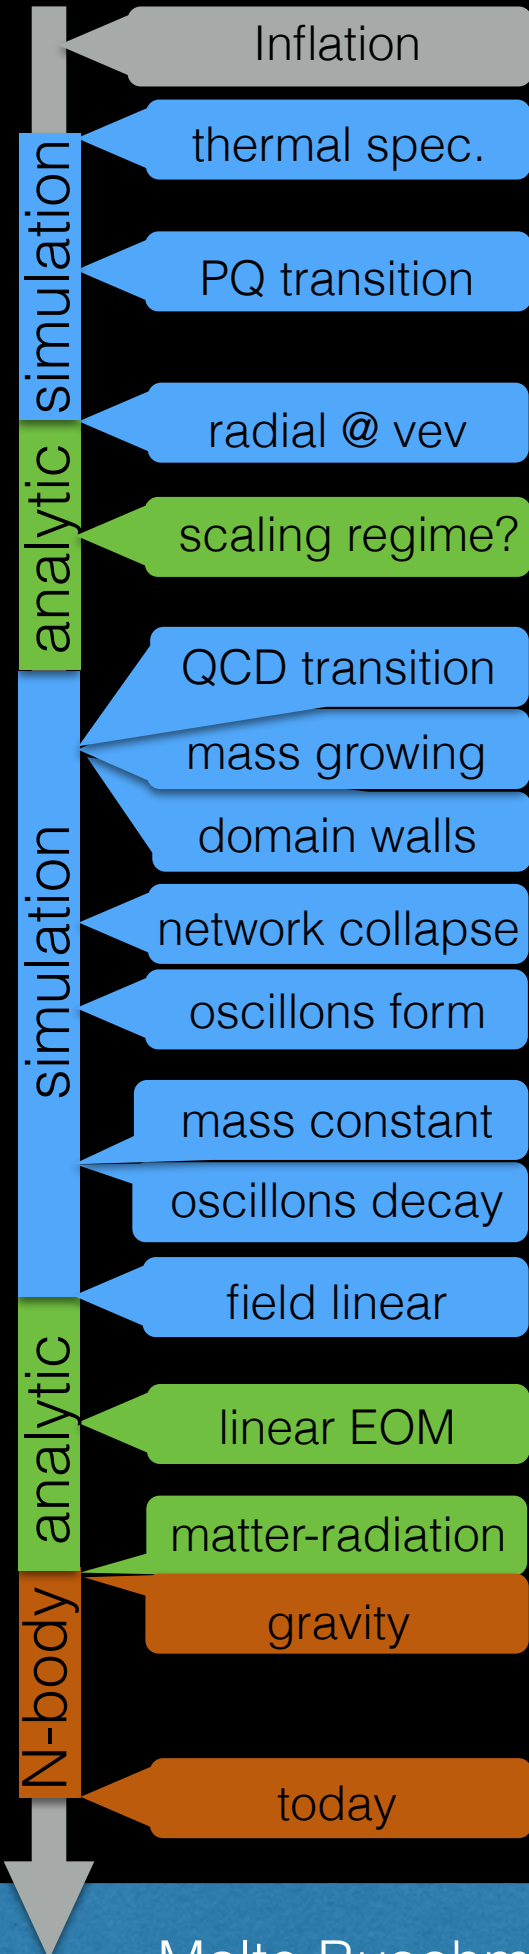 Inflation
thermal spec.
simulation
PQ transition
radial @ vev
analytic
scaling regime?
QCD transition
mass growing
domain walls
simulation
network collapse
oscillons form
mass constant
oscillons decay
field linear
analytic
linear EOM
matter-radiation
N-body
gravity
today
Malte